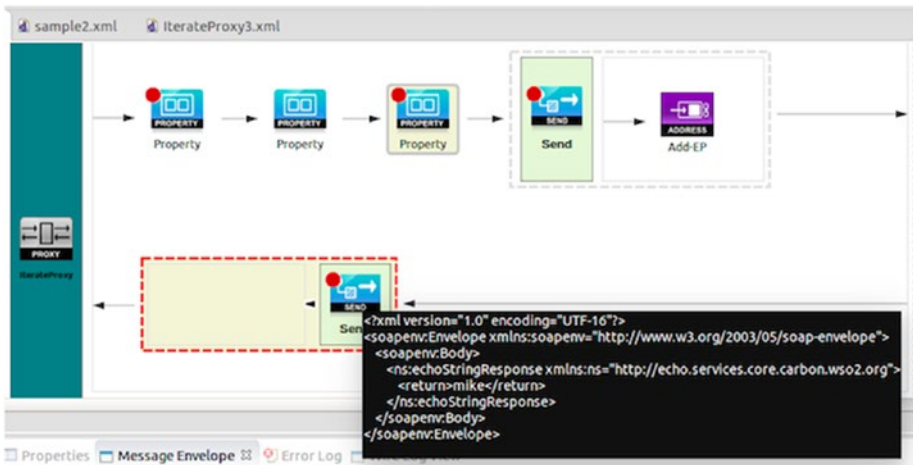 sample2.xml IterateProxy3.xml
PROPERTY PROPERTY PROPERTY SEND ADDRESS
Property Property Property Send Add-EP
PROXY
IterateProxy
SEND
Sen
<?xml version="1.0" encoding="UTF-16"?>
<soapenv:Envelope xmlns:soapenv="http://www.w3.org/2003/05/soap-envelope">
<soapenv:Body>
<ns:echoStringResponse xmlns:ns="http://echo.services.core.carbon.wso2.org">
<return>mike</return>
</ns:echoStringResponse>
</soapenv:Body>
</soapenv:Envelope>
Properties Message Envelope Error Log